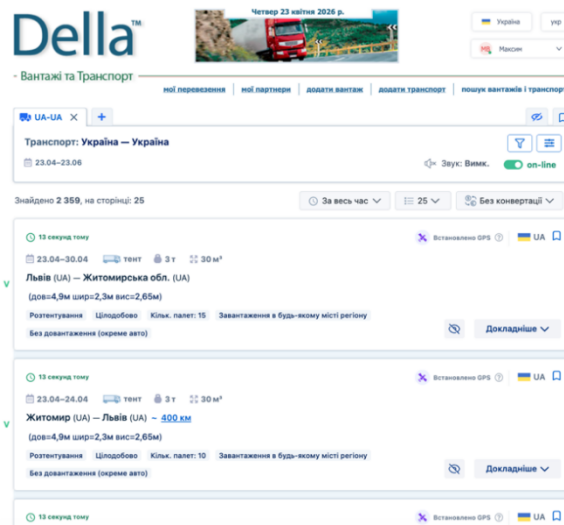 Четвер 23 квітня 2026 р.
Della™
Україна
укр
Максим
Вантажі та Транспорт
мої перевезення
мої партнери
додати вантаж
додати транспорт
пошук вантажів і транспорт
UA-UA
Транспорт: Україна — Україна
23.04–23.06
Звук: Вимк.
on-line
Знайдено 2 359, на сторінці: 25
За весь час
25
Без конвертації
13 секунд тому
Встановлено GPS
UA
23.04–30.04 тент 3 т 30 м³
Львів (UA) — Житомирська обл. (UA)
(дов=4,9м шир=2,3м вис=2,65м)
Розтентування Цілодобово Кільк. палет: 15 Завантаження в будь-якому місті регіону
Без довантаження (окреме авто)
Докладніше
13 секунд тому
Встановлено GPS
UA
23.04–24.04 тент 3 т 30 м³
Житомир (UA) — Львів (UA) ~ 400 км
(дов=4,9м шир=2,3м вис=2,65м)
Розтентування Цілодобово Кільк. палет: 10 Завантаження в будь-якому місті регіону
Без довантаження (окреме авто)
Докладніше
13 секунд тому
Встановлено GPS
UA